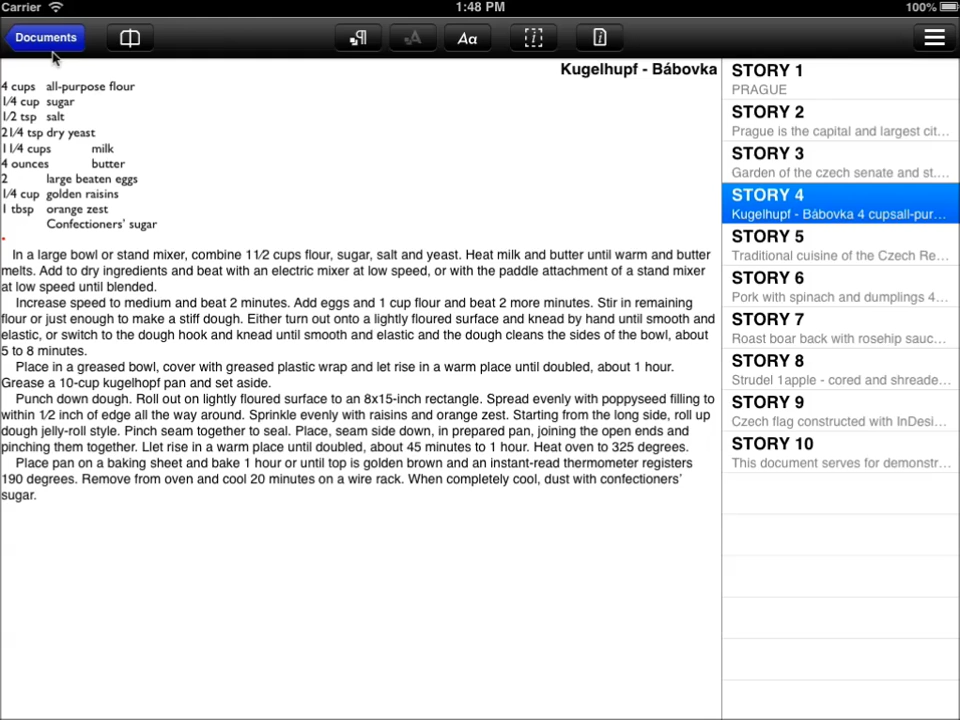 Carrier 1:48 PM 100%
Documents Aa
Kugelhupf - Bábovka
4 cups all-purpose flour
1/4 cup sugar
1/2 tsp salt
21/4 tsp dry yeast
11/4 cups milk
4 ounces butter
2 large beaten eggs
1/4 cup golden raisins
1 tbsp orange zest
Confectioners' sugar
In a large bowl or stand mixer, combine 11/2 cups flour, sugar, salt and yeast. Heat milk and butter until warm and butter
melts. Add to dry ingredients and beat with an electric mixer at low speed, or with the paddle attachment of a stand mixer
at low speed until blended.
Increase speed to medium and beat 2 minutes. Add eggs and 1 cup flour and beat 2 more minutes. Stir in remaining
flour or just enough to make a stiff dough. Either turn out onto a lightly floured surface and knead by hand until smooth and
elastic, or switch to the dough hook and knead until smooth and elastic and the dough cleans the sides of the bowl, about
5 to 8 minutes.
Place in a greased bowl, cover with greased plastic wrap and let rise in a warm place until doubled, about 1 hour.
Grease a 10-cup kugelhopf pan and set aside.
Punch down dough. Roll out on lightly floured surface to an 8x15-inch rectangle. Spread evenly with poppyseed filling to
within 1/2 inch of edge all the way around. Sprinkle evenly with raisins and orange zest. Starting from the long side, roll up
dough jelly-roll style. Pinch seam together to seal. Place, seam side down, in prepared pan, joining the open ends and
pinching them together. Llet rise in a warm place until doubled, about 45 minutes to 1 hour. Heat oven to 325 degrees.
Place pan on a baking sheet and bake 1 hour or until top is golden brown and an instant-read thermometer registers
190 degrees. Remove from oven and cool 20 minutes on a wire rack. When completely cool, dust with confectioners'
sugar.
STORY 1
PRAGUE
STORY 2
Prague is the capital and largest cit...
STORY 3
Garden of the czech senate and st....
STORY 4
Kugelhupf - Bábovka 4 cupsall-pur...
STORY 5
Traditional cuisine of the Czech Re...
STORY 6
Pork with spinach and dumplings 4...
STORY 7
Roast boar back with rosehip sauc...
STORY 8
Strudel 1apple - cored and shreade...
STORY 9
Czech flag constructed with InDesi...
STORY 10
This document serves for demonstr...